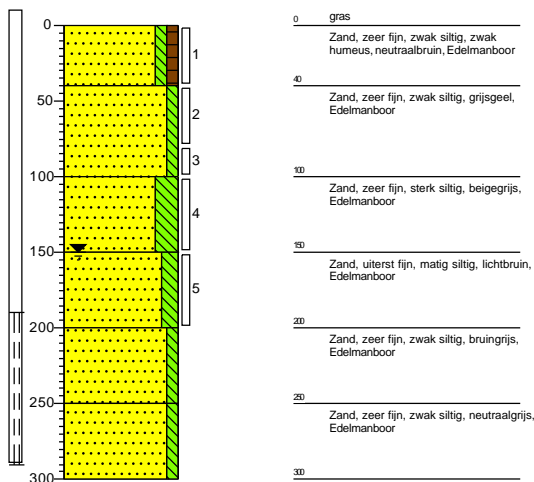 0
50
100
150
200
250
300
1
2
3
4
5
0 gras
Zand, zeer fijn, zwak siltig, zwak
humeus, neutraalbruin, Edelmanboor
40
Zand, zeer fijn, zwak siltig, grijsgeel,
Edelmanboor
100
Zand, zeer fijn, sterk siltig, beigegrijs,
Edelmanboor
150
Zand, uiterst fijn, matig siltig, lichtbruin,
Edelmanboor
200
Zand, zeer fijn, zwak siltig, bruingrijs,
Edelmanboor
250
Zand, zeer fijn, zwak siltig, neutraalgrijs,
Edelmanboor
300